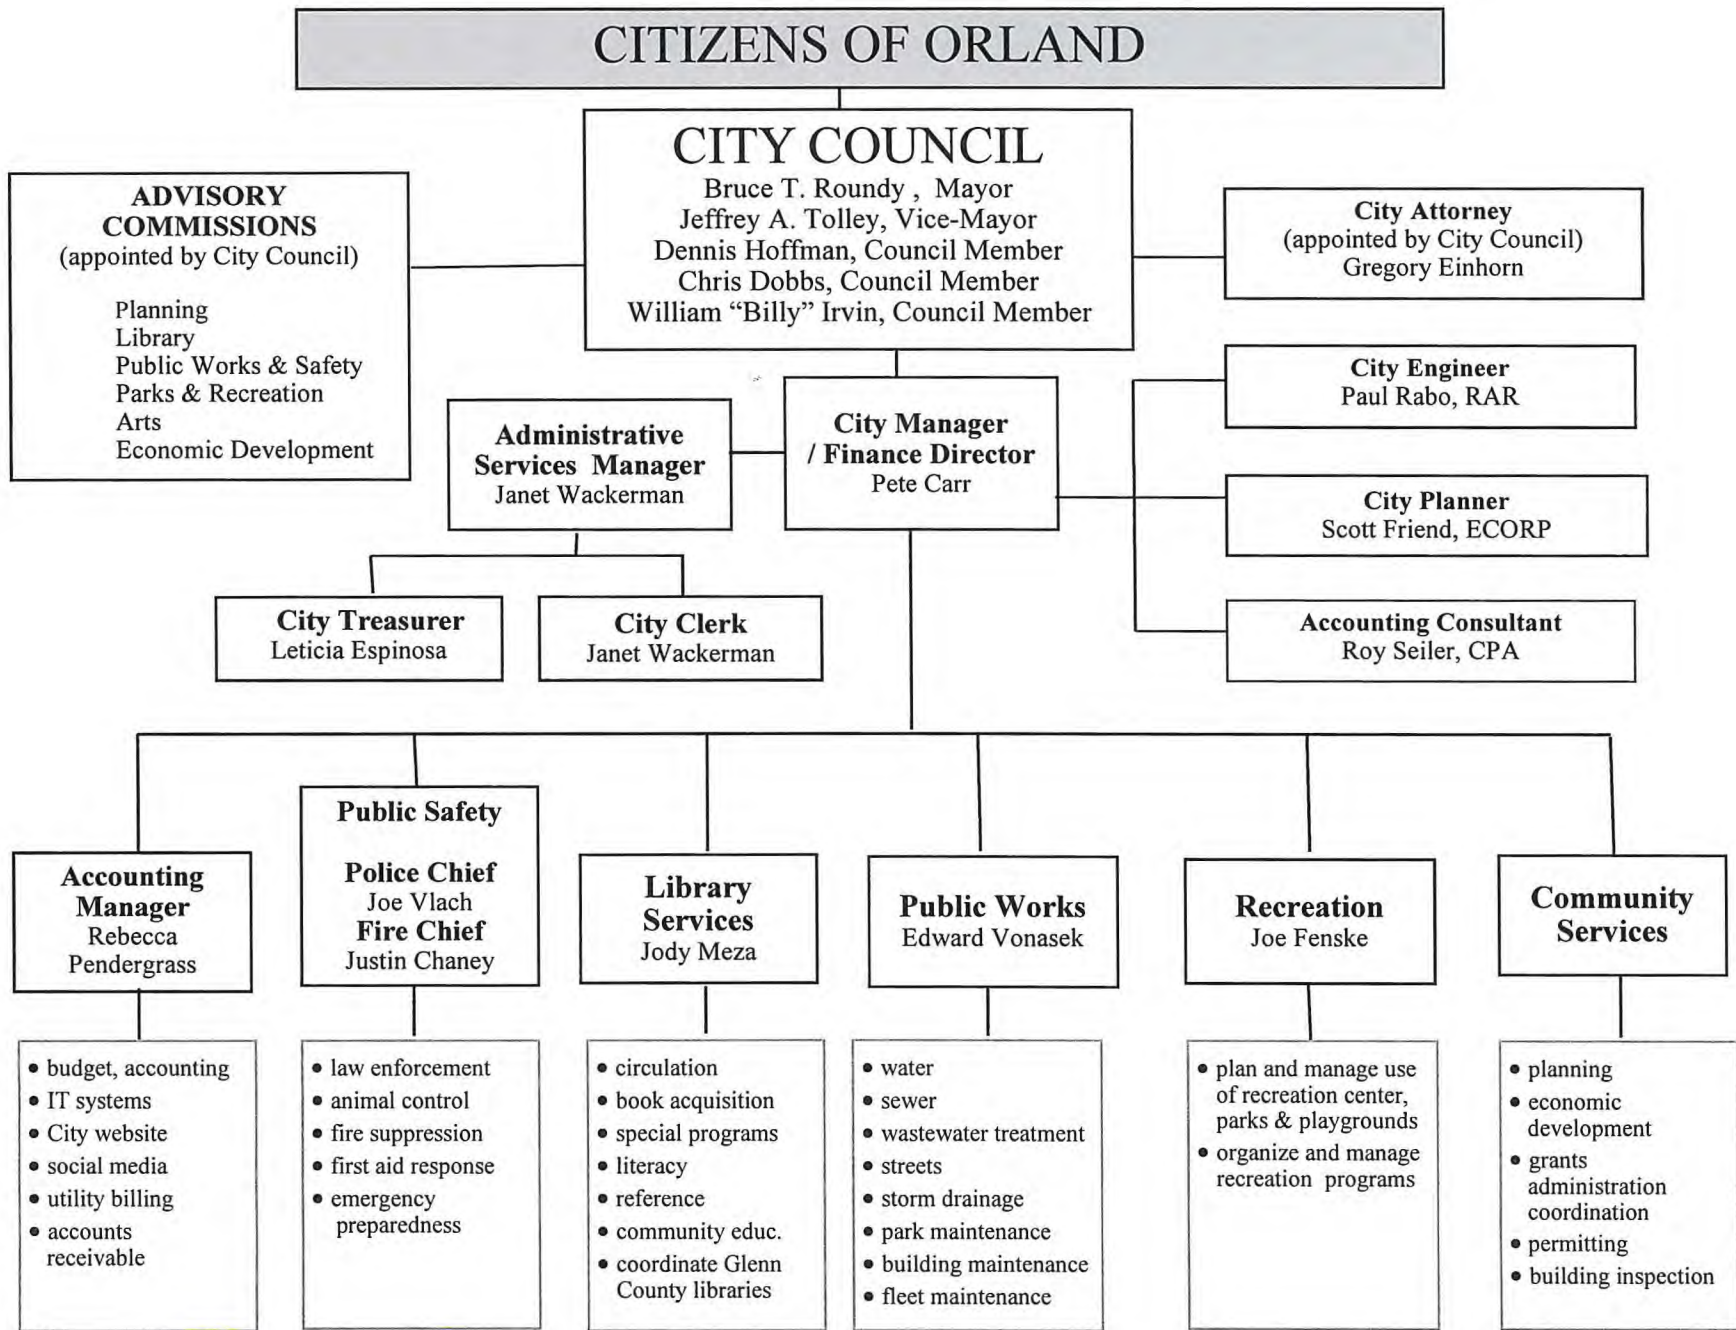 CITIZENS OF ORLAND
CITY COUNCIL
Bruce T. Roundy , Mayor
Jeffrey A. Tolley, Vice-Mayor
Dennis Hoffman, Council Member
Chris Dobbs, Council Member
William “Billy” Irvin, Council Member
ADVISORY
COMMISSIONS
(appointed by City Council)
Planning
Library
Public Works & Safety
Parks & Recreation
Arts
Economic Development
City Attorney
(appointed by City Council)
Gregory Einhorn
City Engineer
Paul Rabo, RAR
City Planner
Scott Friend, ECORP
Accounting Consultant
Roy Seiler, CPA
City Manager
/ Finance Director
Pete Carr
Administrative
Services Manager
Janet Wackerman
City Treasurer
Leticia Espinosa
City Clerk
Janet Wackerman
Accounting
Manager
Rebecca
Pendergrass
• budget, accounting
• IT systems
• City website
• social media
• utility billing
• accounts
receivable
Public Safety
Police Chief
Joe Vlach
Fire Chief
Justin Chaney
• law enforcement
• animal control
• fire suppression
• first aid response
• emergency
preparedness
Library
Services
Jody Meza
• circulation
• book acquisition
• special programs
• literacy
• reference
• community educ.
• coordinate Glenn
County libraries
Public Works
Edward Vonasek
• water
• sewer
• wastewater treatment
• streets
• storm drainage
• park maintenance
• building maintenance
• fleet maintenance
Recreation
Joe Fenske
• plan and manage use
of recreation center,
parks & playgrounds
• organize and manage
recreation programs
Community
Services
• planning
• economic
development
• grants
administration
coordination
• permitting
• building inspection